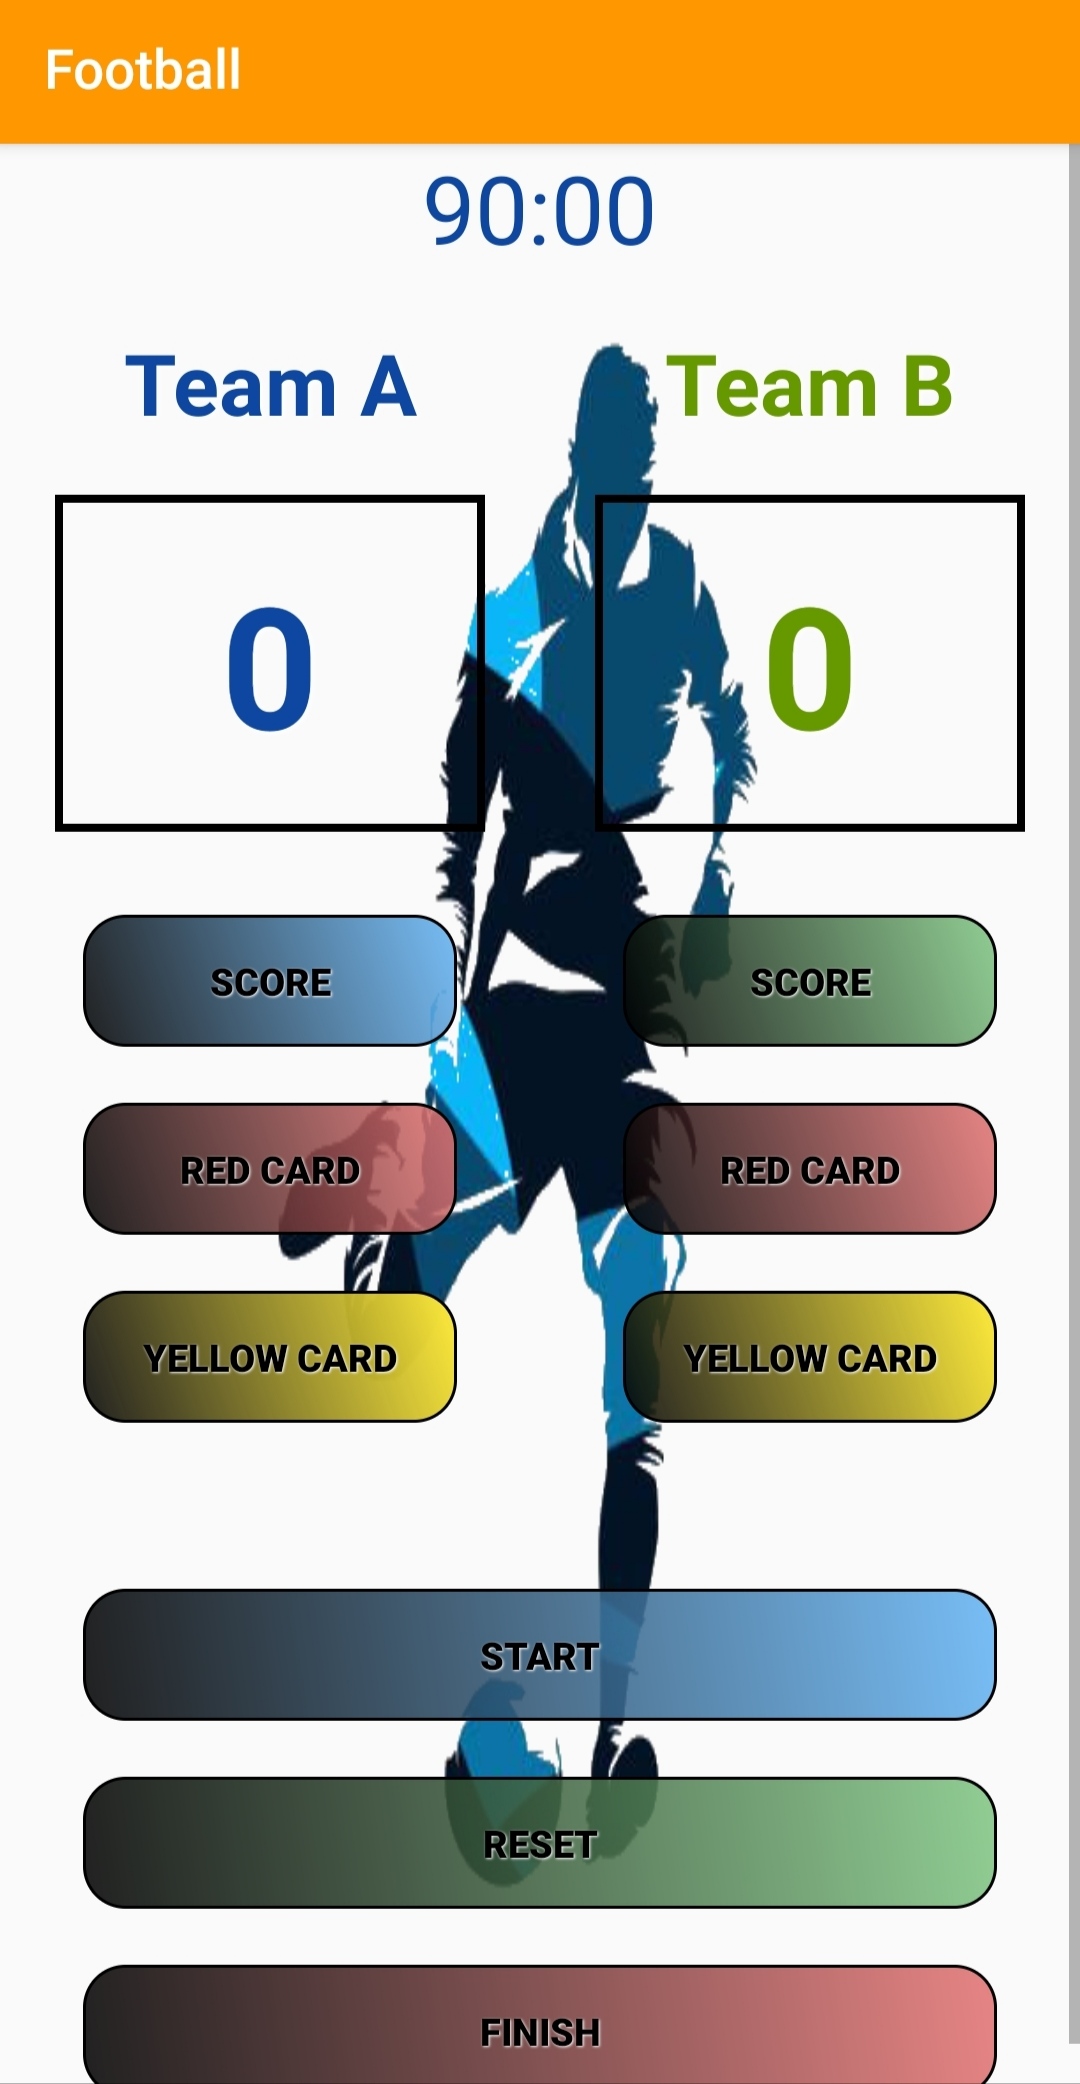 Football
90:00
Team A Team B
0 0
SCORE SCORE
RED CARD RED CARD
YELLOW CARD YELLOW CARD
START
RESET
FINISH